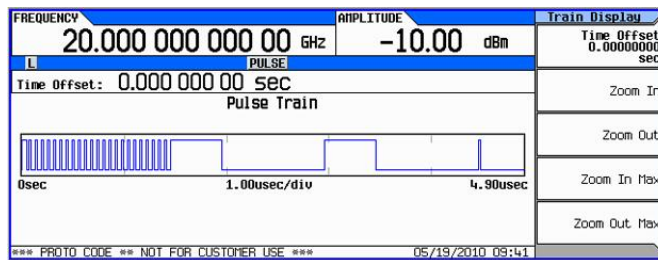 FREQUENCY
AMPLITUDE
Train Display
20.000 000 000 00 GHz
-10.00 dBm
Time Offset
0.00000000
sec
L
PULSE
Time Offset: 0.000 000 00 sec
Pulse Train
Zoom In
Zoom Out
0sec
1.00usec/div
4.90usec
Zoom In Max
Zoom Out Max
*** PROTO CODE ** NOT FOR CUSTOMER USE ***
05/19/2010 09:41